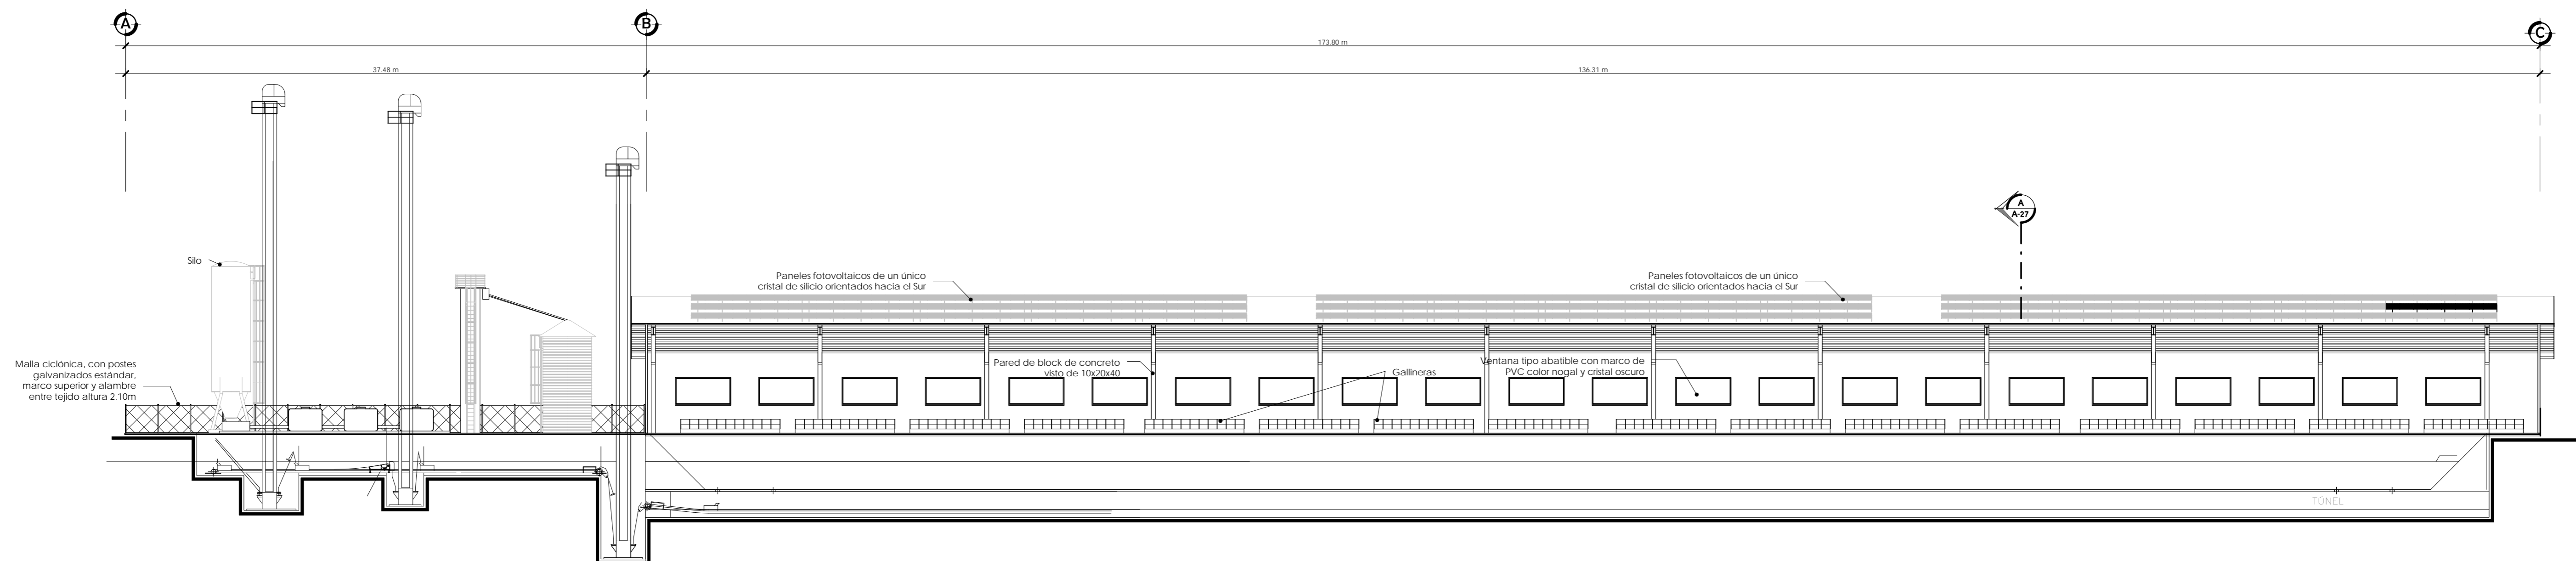 A
B
C
173.80 m
37.48 m
136.31 m
A
A-27
Silo
Paneles fotovoltaicos de un único
cristal de silicio orientados hacia el Sur
Paneles fotovoltaicos de un único
cristal de silicio orientados hacia el Sur
Malla ciclónica, con postes
galvanizados estándar,
marco superior y alambre
entre tejido altura 2.10m
Pared de block de concreto
visto de 10x20x40
Gallineras
Ventana tipo abatible con marco de
PVC color nogal y cristal oscuro
TÚNEL